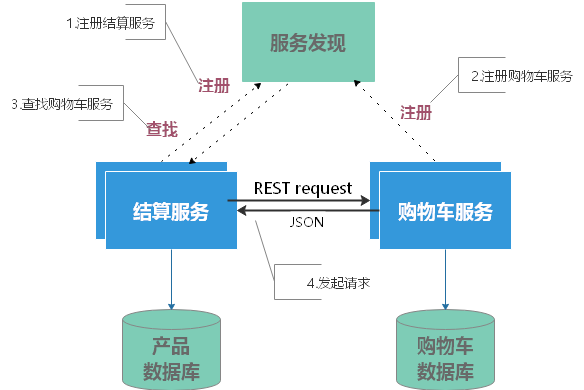 1.注册结算服务
服务发现
注册
2.注册购物车服务
3.查找购物车服务
注册
查找
REST request
结算服务
购物车服务
JSON
4.发起请求
产品
数据库
购物车
数据库